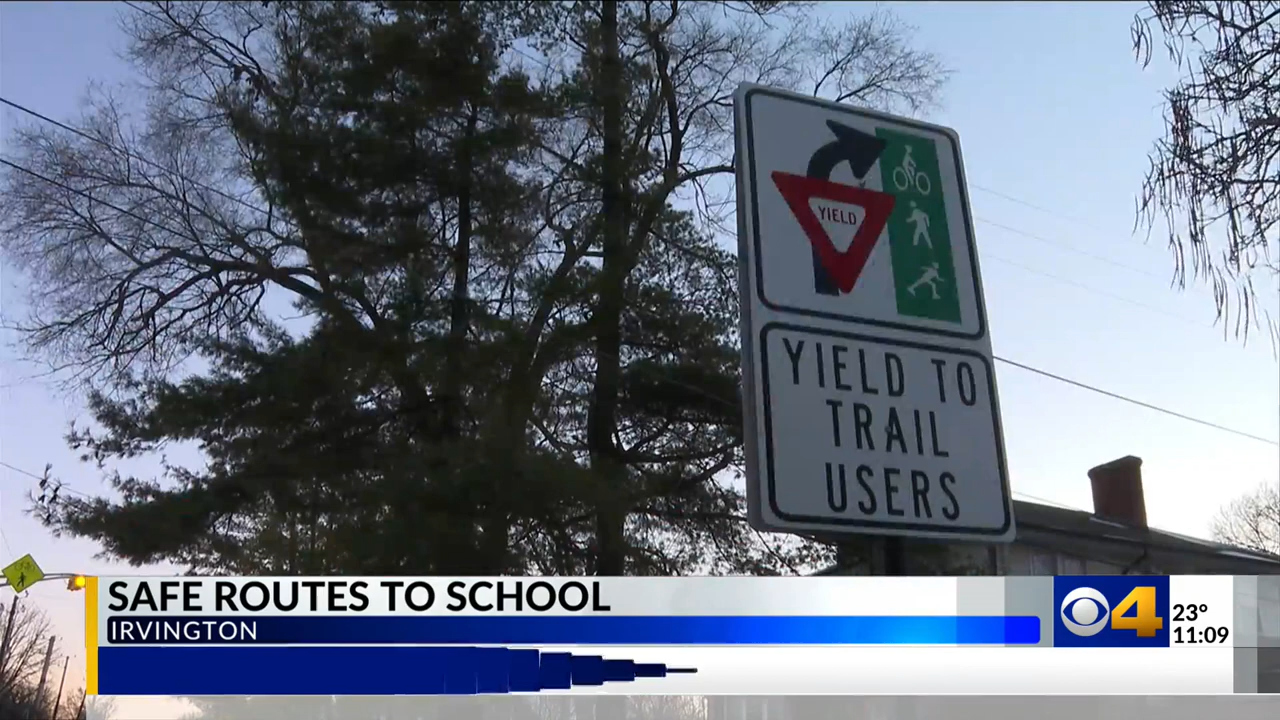 YIELD
YIELD TO
TRAIL
USERS
SAFE ROUTES TO SCHOOL
IRVINGTON
4
23°
11:09